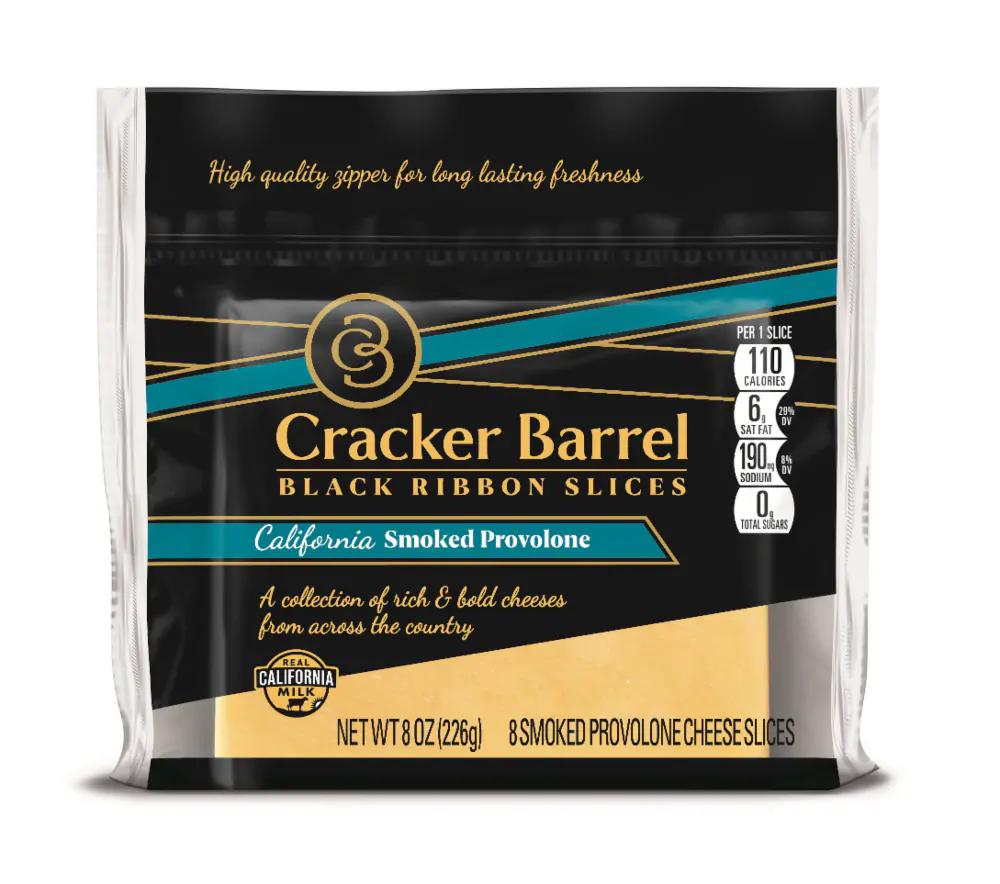 High quality zipper for long lasting freshness
CB
PER 1 SLICE
110
CALORIES
6g
SAT FAT
29%
DV
190mg
SODIUM
8%
DV
0g
TOTAL SUGARS
Cracker Barrel
BLACK RIBBON SLICES
California Smoked Provolone
A collection of rich & bold cheeses
from across the country
REAL
CALIFORNIA
MILK
NET WT 8 OZ (226g) 8 SMOKED PROVOLONE CHEESE SLICES